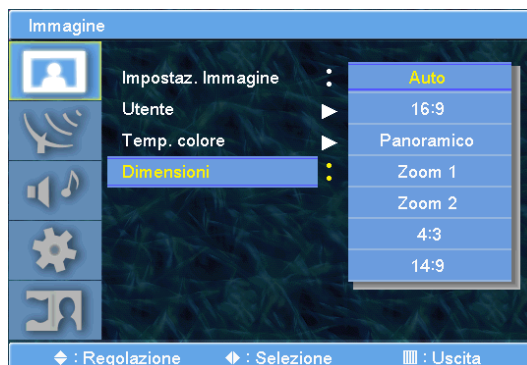 Immagine
Impostaz. Immagine :
Utente
Temp. colore
Dimensioni :
Auto
16:9
Panoramico
Zoom 1
Zoom 2
4:3
14:9
: Regolazione : Selezione : Uscita